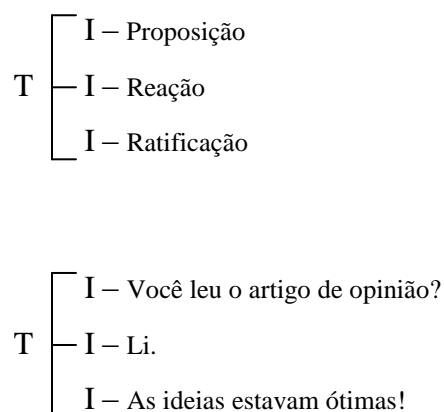 I – Proposição
T I – Reação
I – Ratificação
I – Você leu o artigo de opinião?
T I – Li.
I – As ideias estavam ótimas!